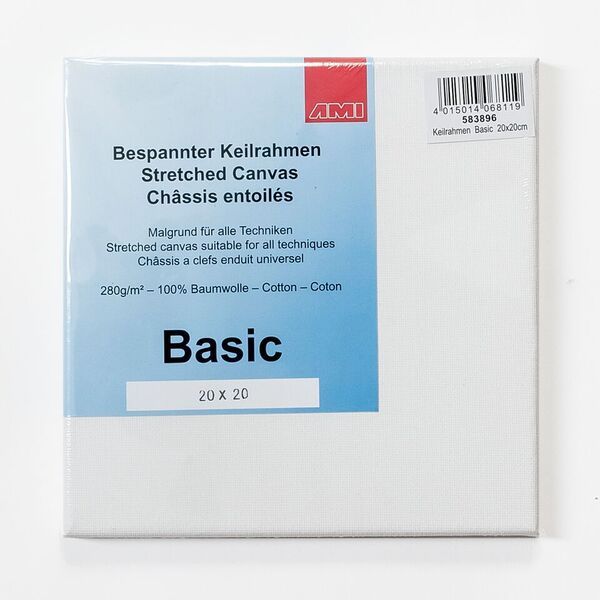 AMI
Bespannter Keilrahmen
Stretched Canvas
Châssis entoilés
Malgrund für alle Techniken
Stretched canvas suitable for all techniques
Châssis a clefs enduit universel
280g/m² – 100% Baumwolle – Cotton – Coton
Basic
20 X 20
4 015014 068119
583896
Keilrahmen Basic 20x20cm